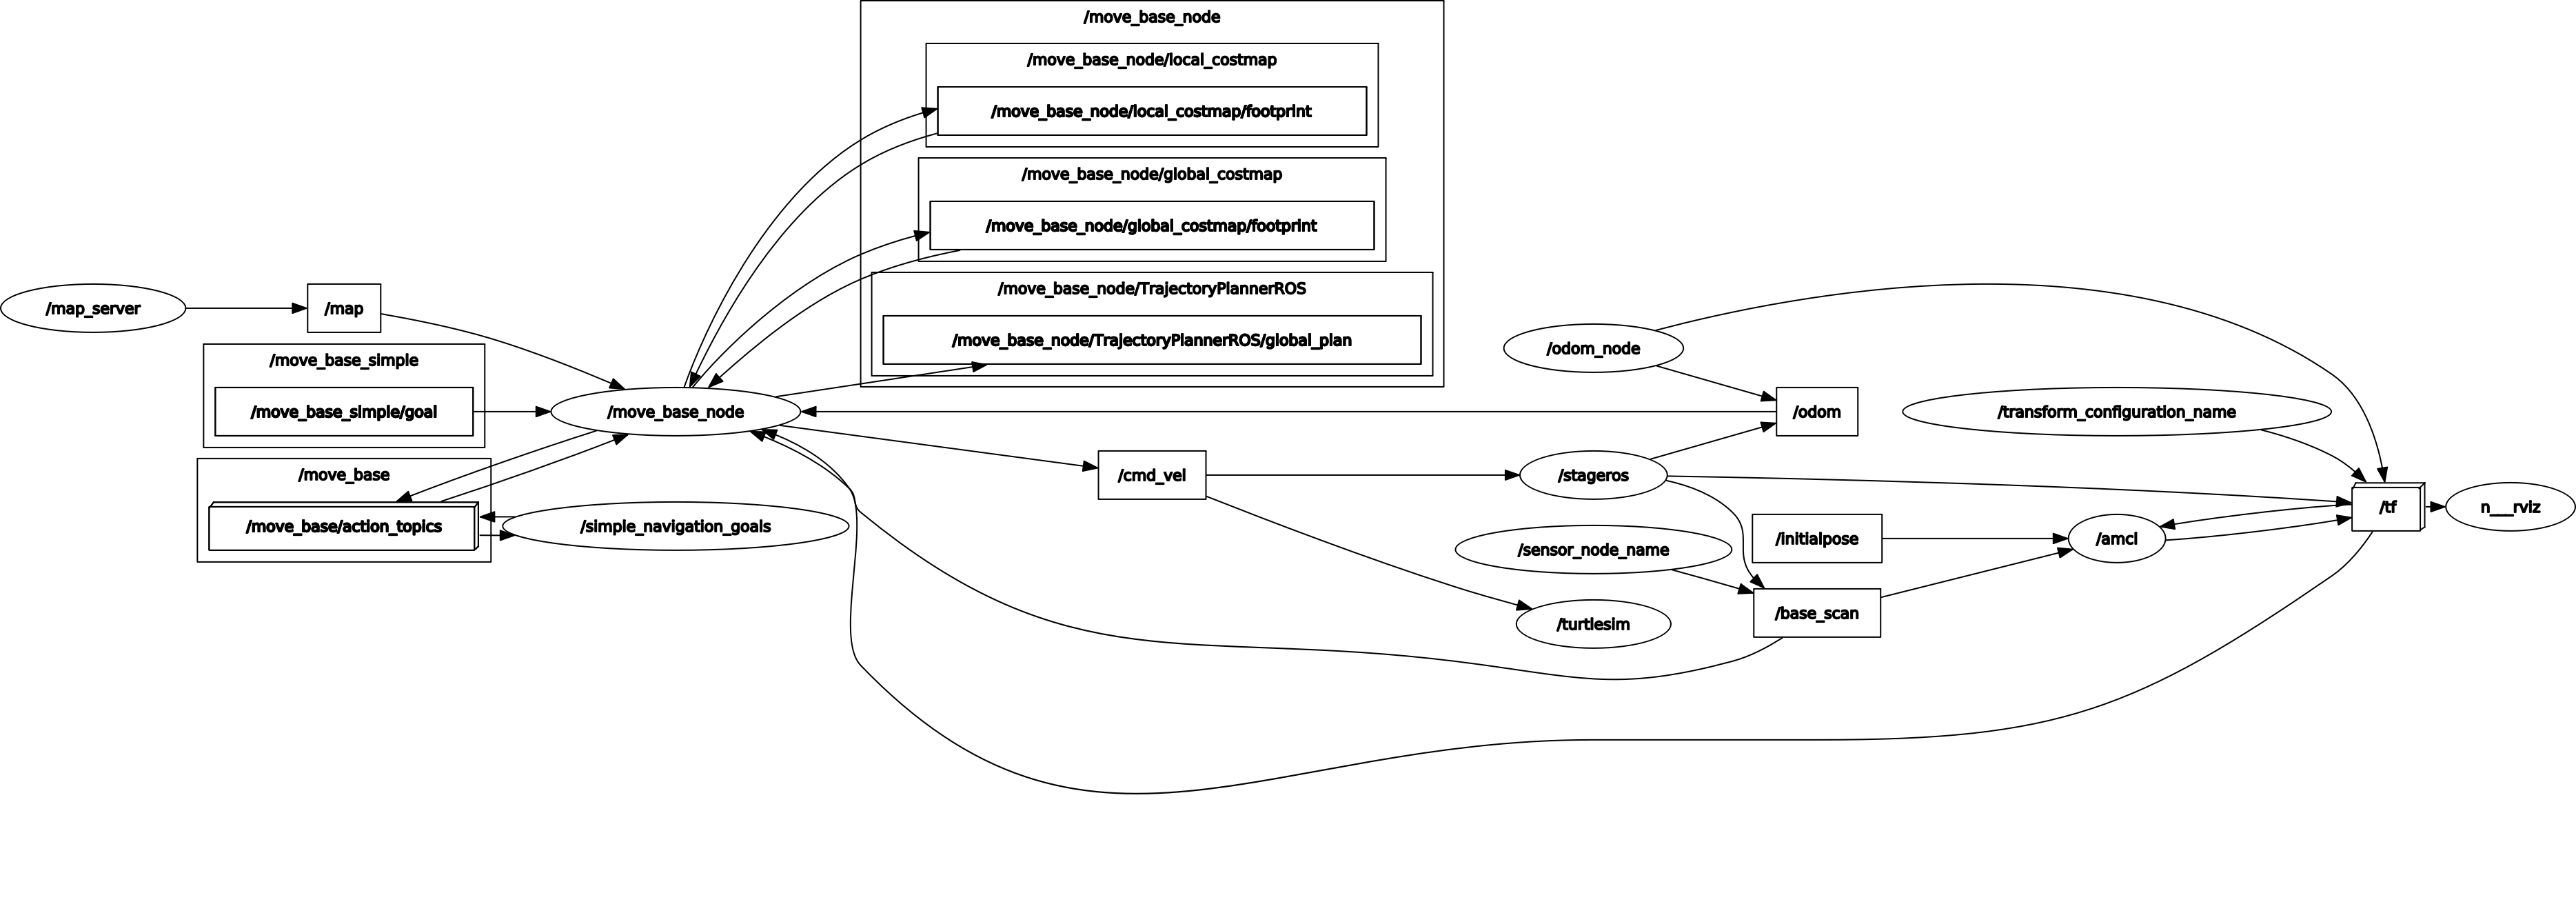 /move_base_node
/move_base_node/local_costmap
/move_base_node/local_costmap/footprint
/move_base_node/global_costmap
/move_base_node/global_costmap/footprint
/move_base_node/TrajectoryPlannerROS
/move_base_node/TrajectoryPlannerROS/global_plan
/map_server
/map
/move_base_simple
/move_base_simple/goal
/move_base_node
/move_base
/move_base/action_topics
/simple_navigation_goals
/cmd_vel
/odom_node
/odom
/stageros
/sensor_node_name
/turtlesim
/transform_configuration_name
/initialpose
/base_scan
/amcl
/tf
n___rviz